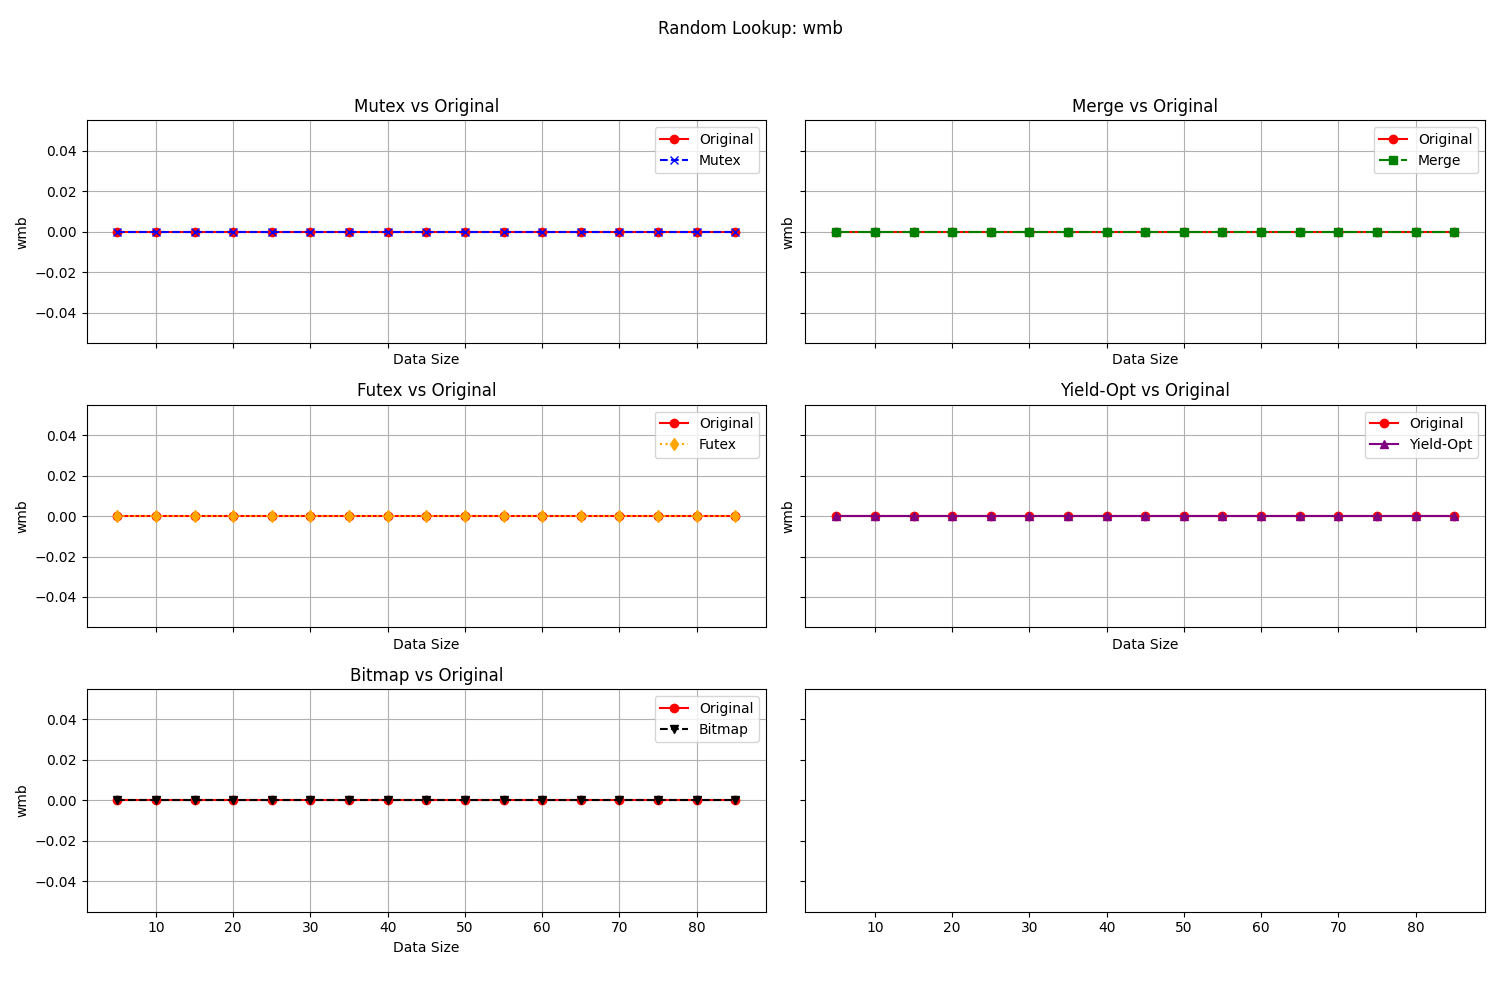 Random Lookup: wmb
Mutex vs Original
Merge vs Original
Original
Mutex
Original
Merge
0.04
0.02
0.00
−0.02
−0.04
wmb
wmb
Data Size
Data Size
Futex vs Original
Yield-Opt vs Original
Original
Futex
Original
Yield-Opt
0.04
0.02
0.00
−0.02
−0.04
wmb
wmb
Data Size
Data Size
Bitmap vs Original
Original
Bitmap
0.04
0.02
0.00
−0.02
−0.04
wmb
10 20 30 40 50 60 70 80
10 20 30 40 50 60 70 80
Data Size